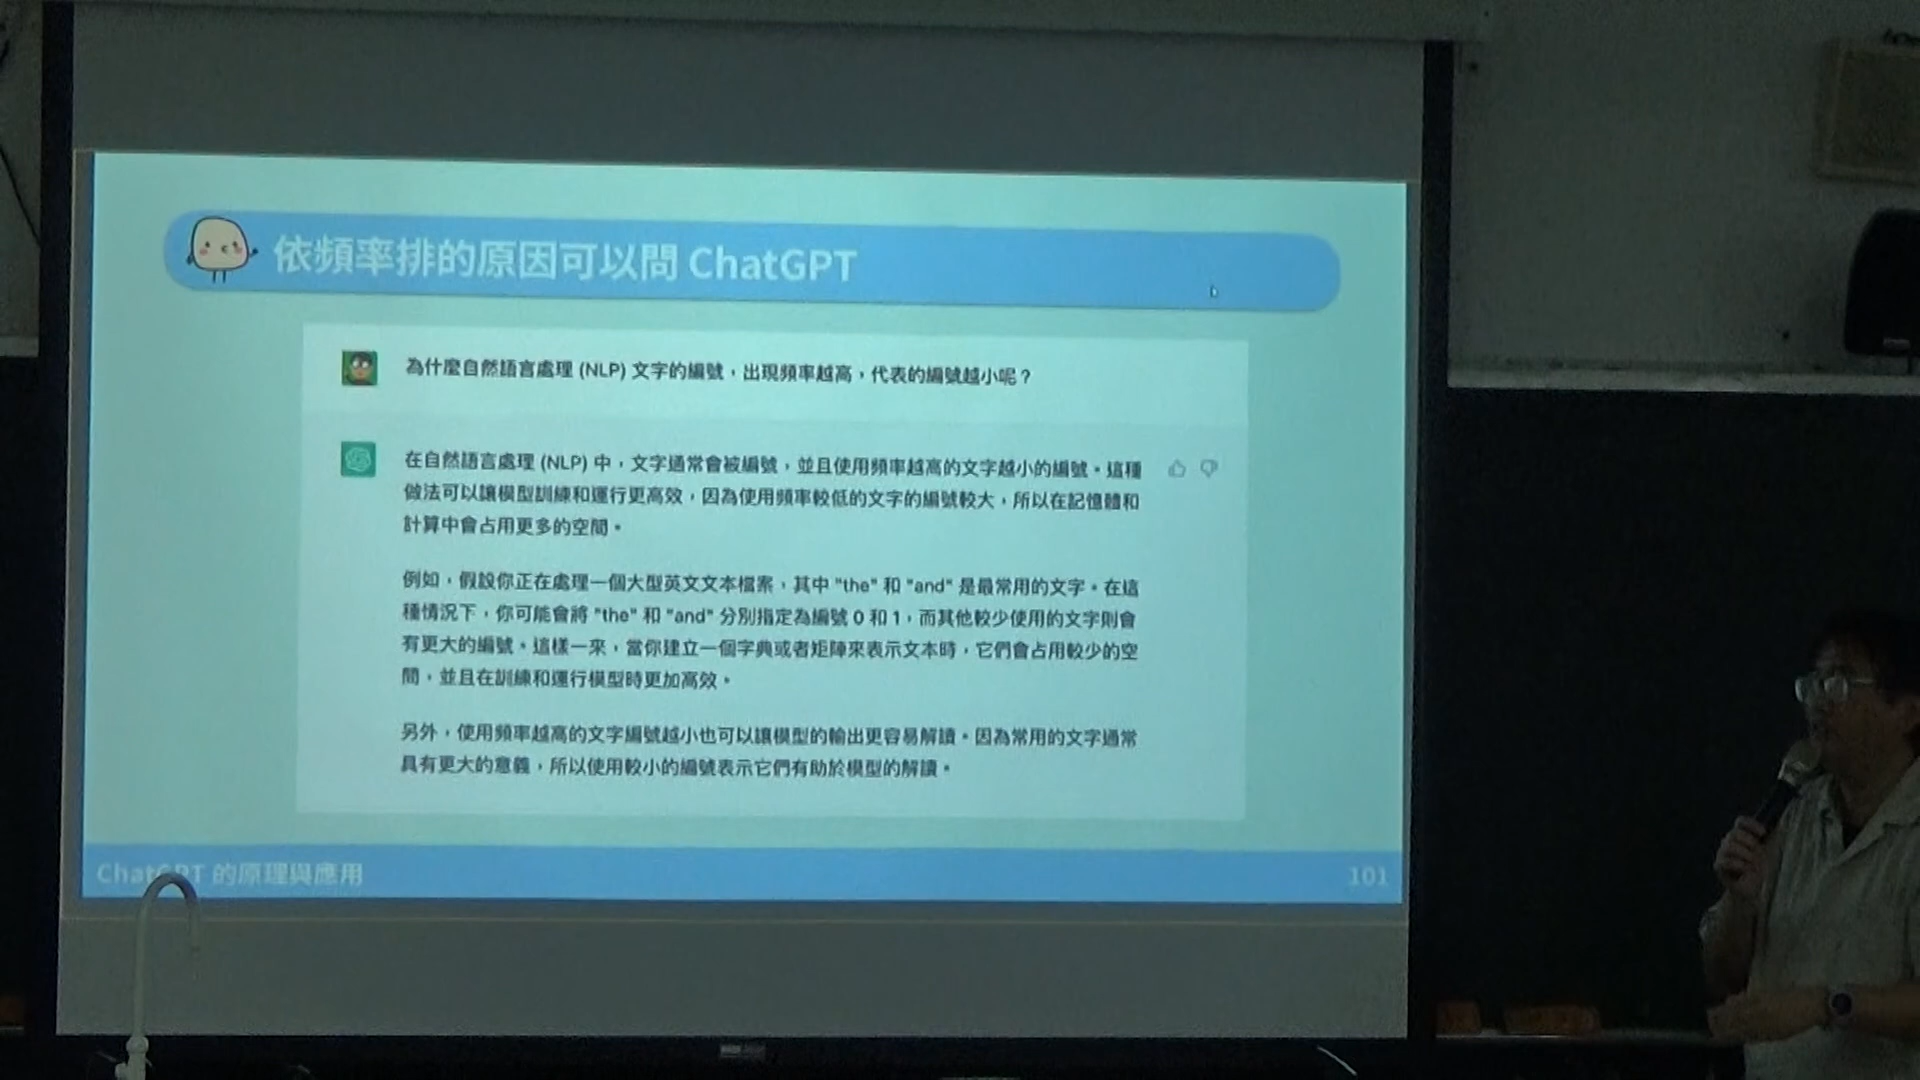 依頻率排的原因可以問 ChatGPT
為什麼自然語言處理 (NLP) 文字的編號，出現頻率越高，代表的編號越小呢？
在自然語言處理 (NLP) 中，文字通常會被編號，並且使用頻率越高的文字越小的編號。這種
做法可以讓模型訓練和運行更高效，因為使用頻率較低的文字的編號較大，所以在記憶體和
計算中會占用更多的空間。
例如，假設你正在處理一個大型英文文本檔案，其中 "the" 和 "and" 是最常用的文字。在這
種情況下，你可能會將 "the" 和 "and" 分別指定為編號 0 和 1，而其他較少使用的文字則會
有更大的編號。這樣一來，當你建立一個字典或者矩陣來表示文本時，它們會占用較少的空
間，並且在訓練和運行模型時更加高效。
另外，使用頻率越高的文字編號越小也可以讓模型的輸出更容易解讀。因為常用的文字通常
具有更大的意義，所以使用較小的編號表示它們有助於模型的解讀。
ChatGPT 的原理與應用
101